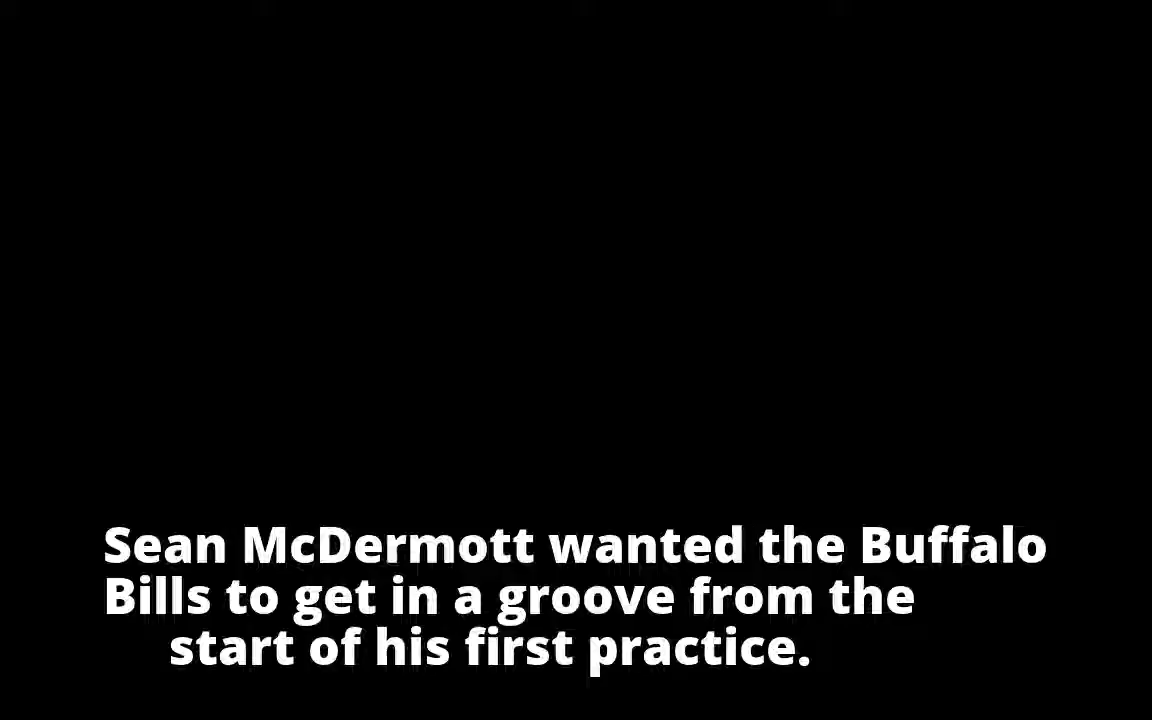 Sean McDermott wanted the Buffalo
Bills to get in a groove from the
start of his first practice.